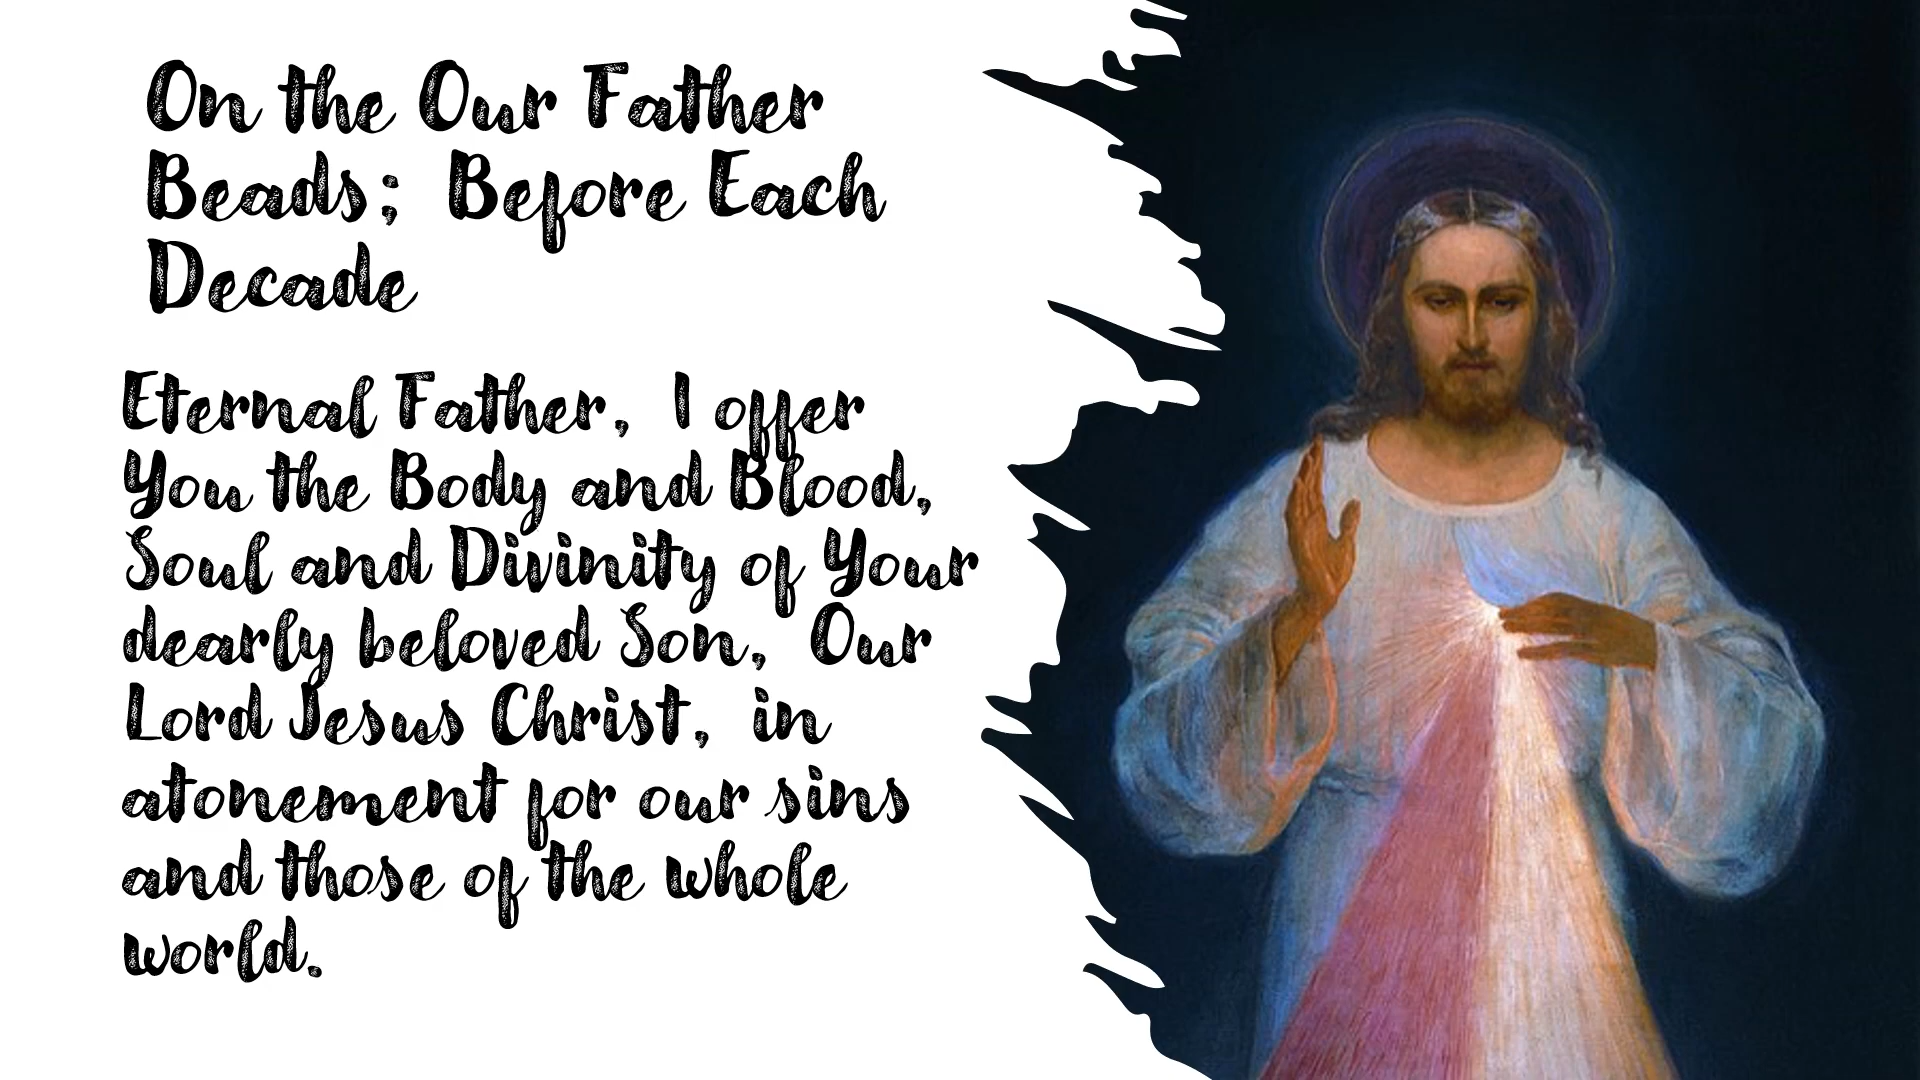 On the Our Father
Beads; Before Each
Decade
Eternal Father, I offer
You the Body and Blood,
Soul and Divinity of Your
dearly beloved Son, Our
Lord Jesus Christ, in
atonement for our sins
and those of the whole
world.